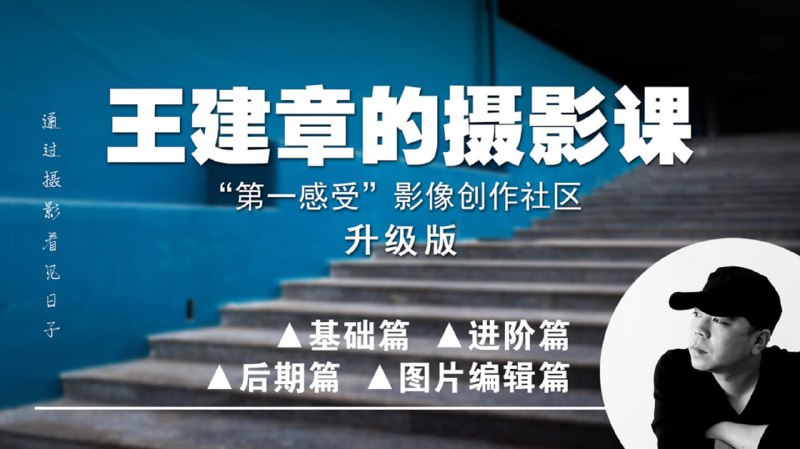 王建章的摄影课
“第一感受”影像创作社区
升级版
通过摄影看见日子
▲基础篇 ▲进阶篇
▲后期篇 ▲图片编辑篇